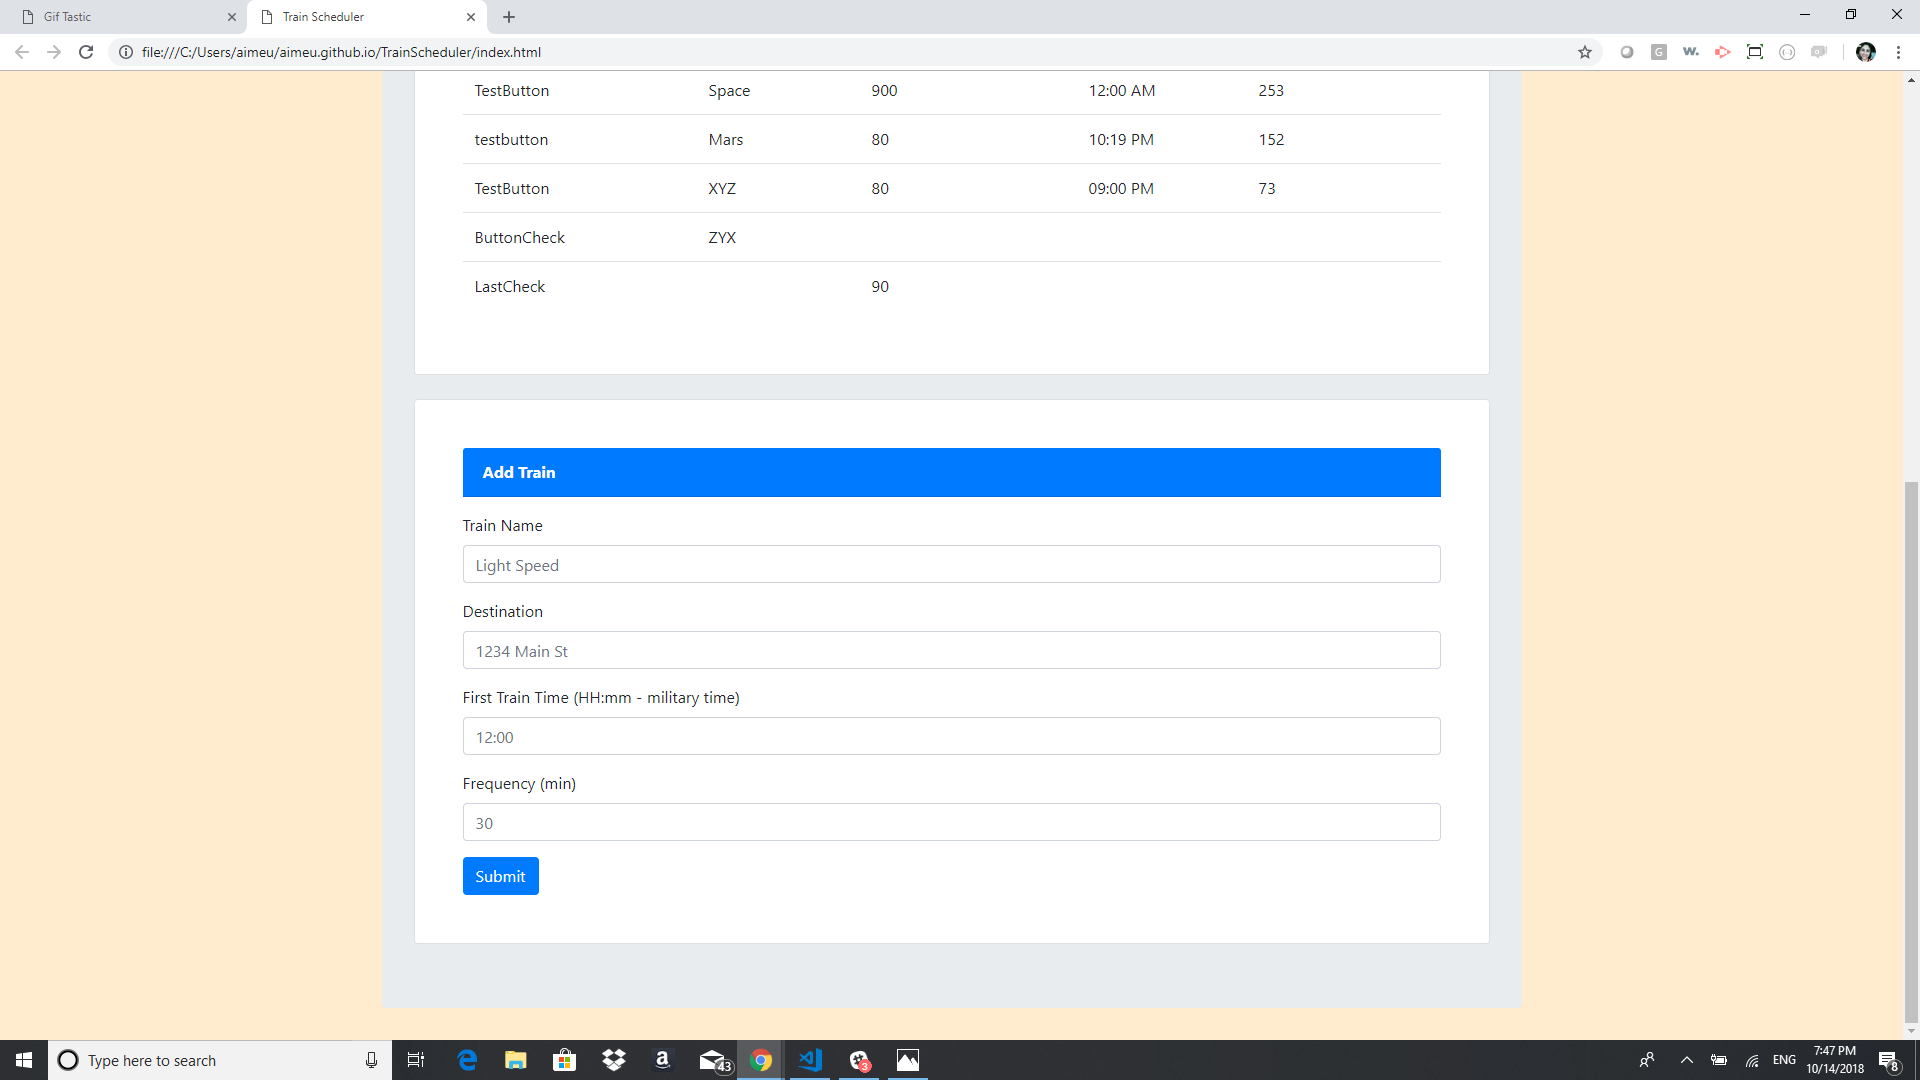 Gif Tastic
Train Scheduler
file:///C:/Users/aimeu/aimeu.github.io/TrainScheduler/index.html
G
w.
TestButton Space 900 12:00 AM 253
testbutton Mars 80 10:19 PM 152
TestButton XYZ 80 09:00 PM 73
ButtonCheck ZYX
LastCheck 90
Add Train
Train Name
Light Speed
Destination
1234 Main St
First Train Time (HH:mm - military time)
12:00
Frequency (min)
30
Submit
Type here to search
a
43
3
ENG
7:47 PM
10/14/2018
8